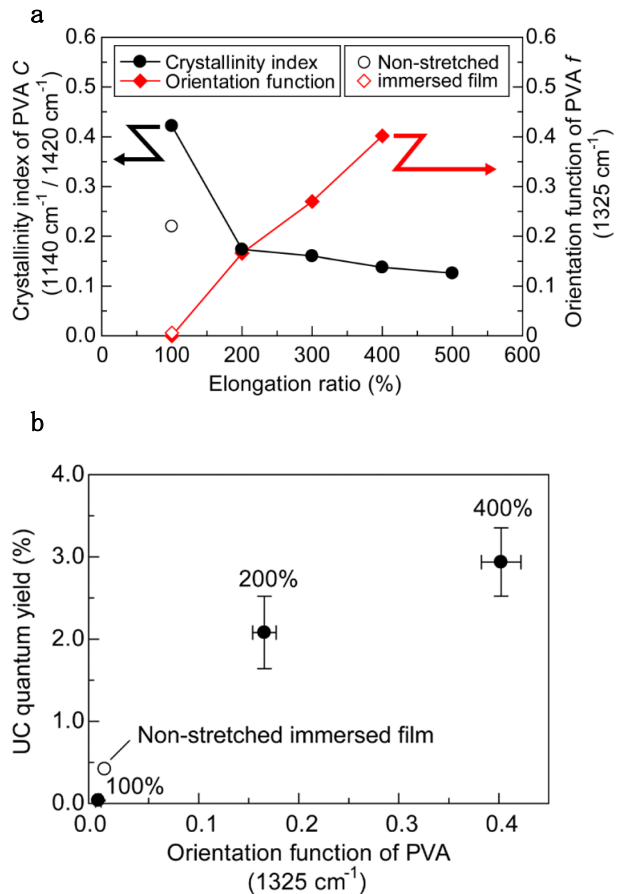 a
Crystallinity index
Orientation function
Non-stretched
immersed film
Crystallinity index of PVA C
(1140 cm⁻¹ / 1420 cm⁻¹)
0.6
0.5
0.4
0.3
0.2
0.1
0.0
0.6
0.5
0.4
0.3
0.2
0.1
0
Orientation function of PVA f
(1325 cm⁻¹)
0 100 200 300 400 500 600
Elongation ratio (%)
b
UC quantum yield (%)
4.0
3.0
2.0
1.0
0.0
400%
200%
Non-stretched immersed film
100%
0.0 0.1 0.2 0.3 0.4
Orientation function of PVA
(1325 cm⁻¹)